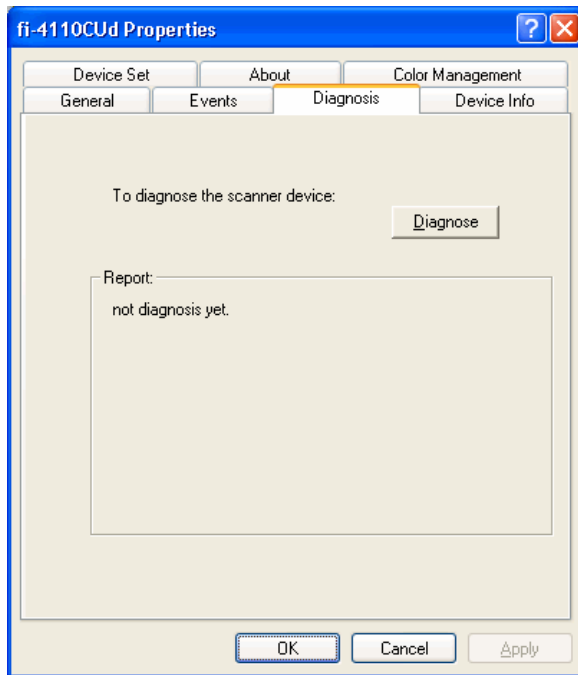 fi-4110CUd Properties
Device Set About Color Management
General Events Diagnosis Device Info
To diagnose the scanner device:
Diagnose
Report:
not diagnosis yet.
OK Cancel Apply